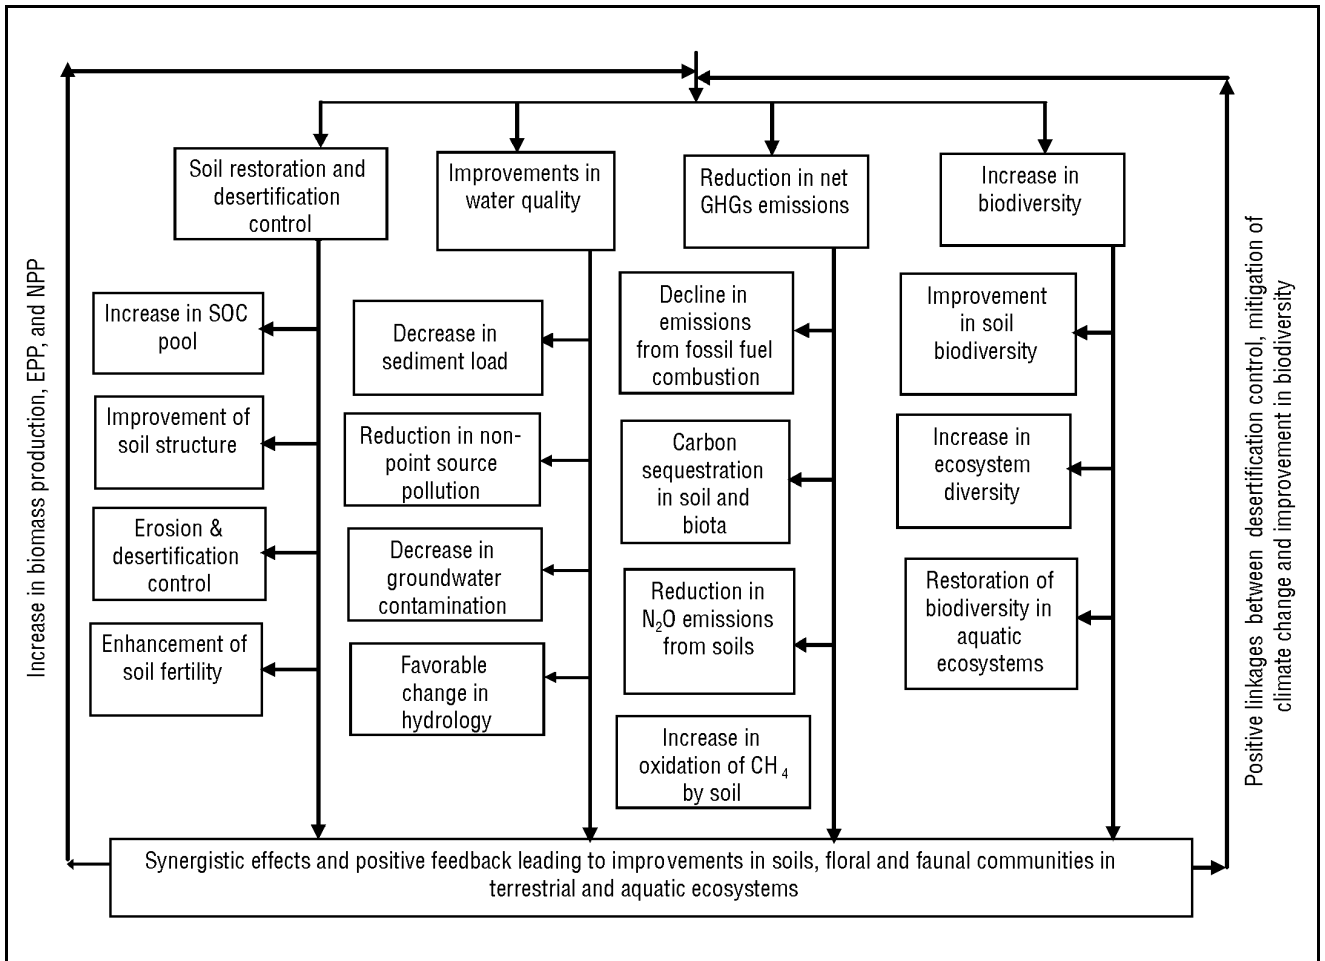 Increase in biomass production, EPP, and NPP
Soil restoration and
desertification
control
Increase in SOC
pool
Improvement of
soil structure
Erosion &
desertification
control
Enhancement of
soil fertility
Improvements in
water quality
Decrease in
sediment load
Reduction in non-
point source
pollution
Decrease in
groundwater
contamination
Favorable
change in
hydrology
Reduction in net
GHGs emissions
Decline in
emissions
from fossil fuel
combustion
Carbon
sequestration
in soil and
biota
Reduction in
N₂O emissions
from soils
Increase in
oxidation of CH₄
by soil
Increase in
biodiversity
Improvement
in soil
biodiversity
Increase in
ecosystem
diversity
Restoration of
biodiversity in
aquatic
ecosystems
Positive linkages between desertification control, mitigation of
climate change and improvement in biodiversity
Synergistic effects and positive feedback leading to improvements in soils, floral and faunal communities in
terrestrial and aquatic ecosystems